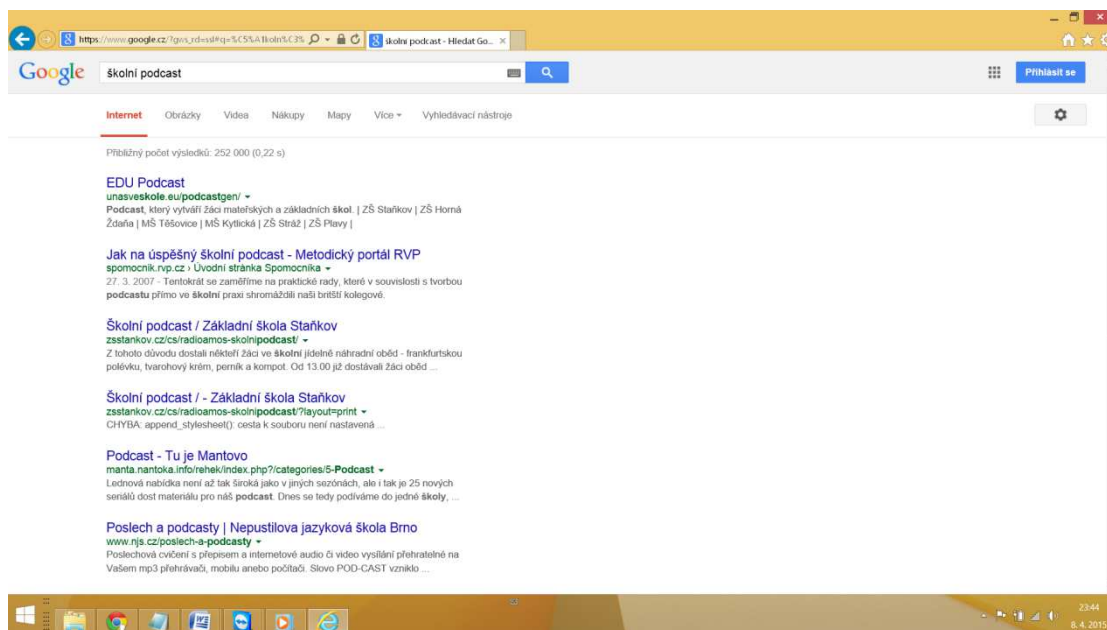 https://www.google.cz/?gws_rd=ssl#q=%C5%A1koln%C3%
školní podcast - Hledat Go...
Google
školní podcast
Přihlásit se
Internet Obrázky Videa Nákupy Mapy Více Vyhledávací nástroje
Přibližný počet výsledků: 252 000 (0,22 s)
EDU Podcast
unasveskole.eu/podcastgen/
Podcast, který vytváří žáci mateřských a základních škol. | ZŠ Staňkov | ZŠ Horná
Ždaňa | MŠ Těšovice | MŠ Kytlická | ZŠ Stráž | ZŠ Plavy |
Jak na úspěšný školní podcast - Metodický portál RVP
spomocnik.rvp.cz › Úvodní stránka Spomocníka
27. 3. 2007 - Tentokrát se zaměříme na praktické rady, které v souvislosti s tvorbou
podcastu přímo ve školní praxi shromáždili naši britští kolegové.
Školní podcast / Základní škola Staňkov
zsstankov.cz/cs/radioamos-skolnipodcast/
Z tohoto důvodu dostali někteří žáci ve školní jídelně náhradní oběd - frankfurtskou
polévku, tvarohový krém, perník a kompot. Od 13.00 již dostávali žáci oběd ...
Školní podcast / - Základní škola Staňkov
zsstankov.cz/cs/radioamos-skolnipodcast/?layout=print
CHYBA: append_stylesheet(): cesta k souboru není nastavená ...
Podcast - Tu je Mantovo
manta.nantoka.info/rehek/index.php?/categories/5-Podcast
Lednová nabídka není až tak široká jako v jiných sezónách, ale i tak je 25 nových
seriálů dost materiálu pro náš podcast. Dnes se tedy podíváme do jedné školy, ...
Poslech a podcasty | Nepustilova jazyková škola Brno
www.njs.cz/poslech-a-podcasty
Poslechová cvičení s přepisem a internetové audio či video vysílání přehratelné na
Vašem mp3 přehrávači, mobilu anebo počítači. Slovo POD-CAST vzniklo ...
23:44
8. 4. 2015